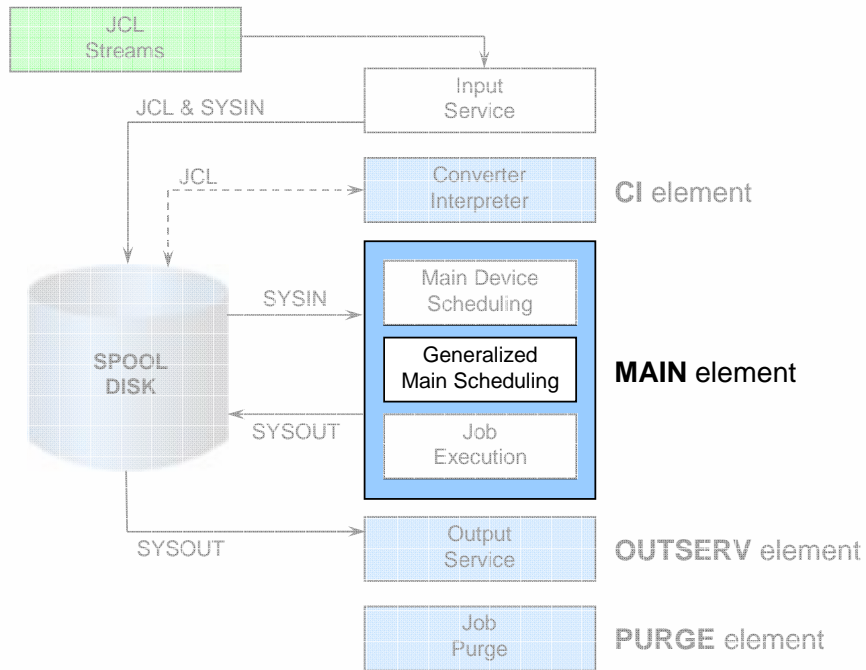 JCL
Streams
Input
Service
JCL & SYSIN
JCL
Converter
Interpreter
CI element
Main Device
Scheduling
SYSIN
Generalized
Main Scheduling
MAIN element
SPOOL
DISK
SYSOUT
Job
Execution
Output
Service
OUTSERV element
SYSOUT
Job
Purge
PURGE element